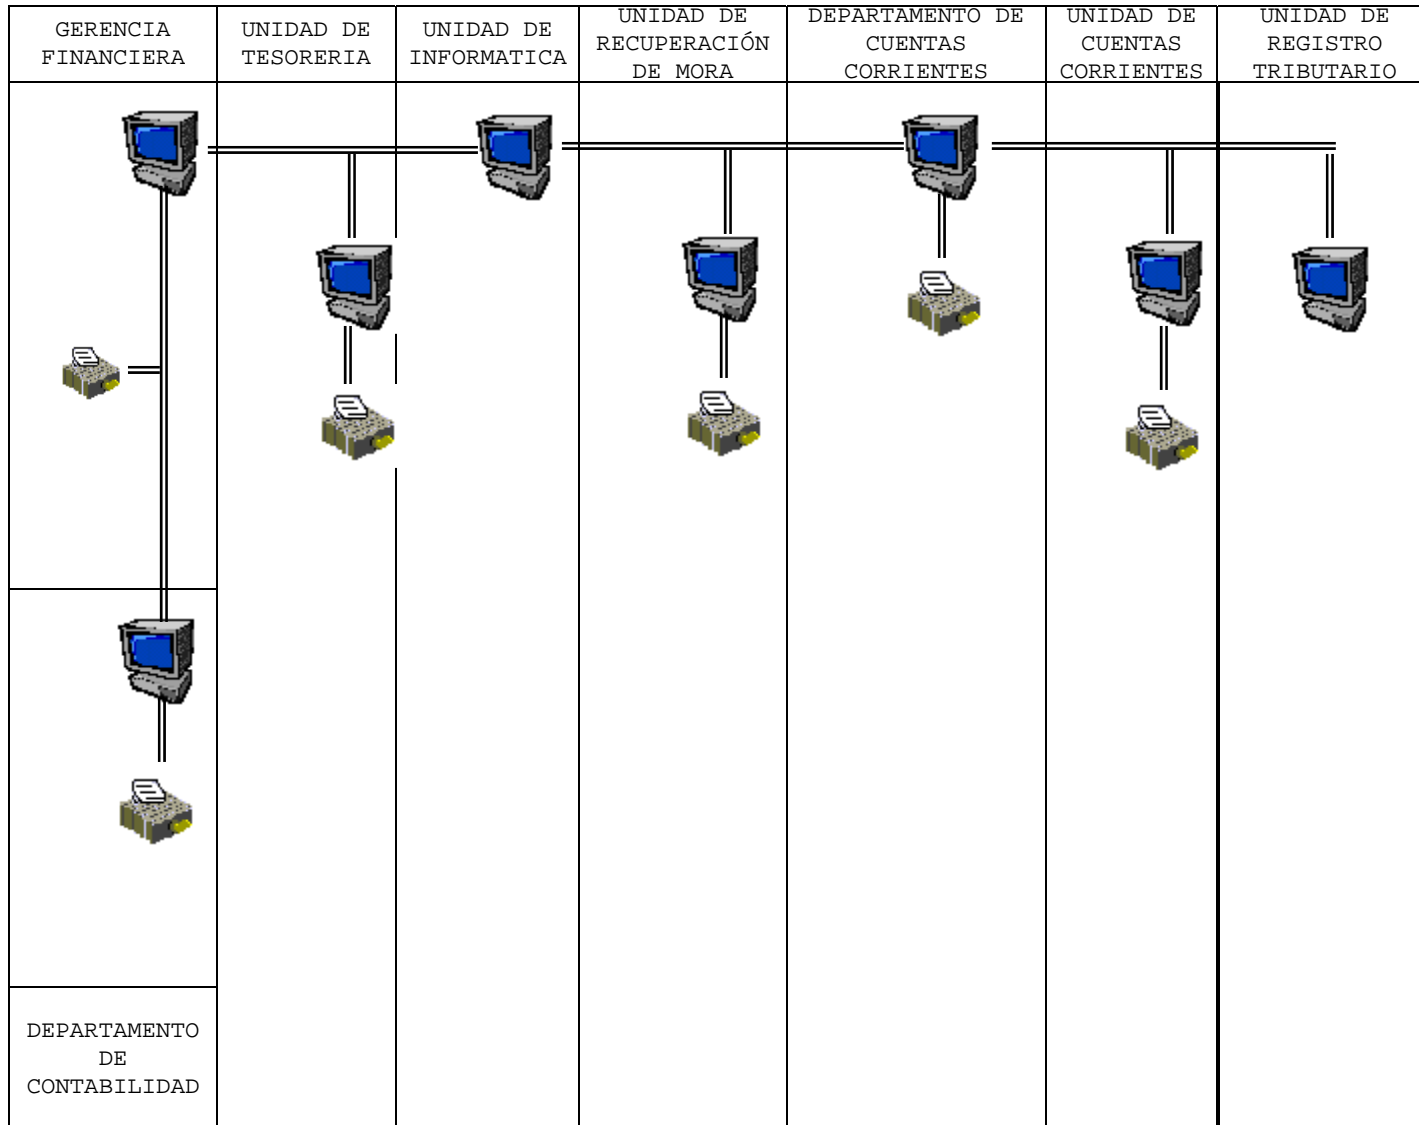 GERENCIA
FINANCIERA
UNIDAD DE
TESORERIA
UNIDAD DE
INFORMATICA
UNIDAD DE
RECUPERACIÓN
DE MORA
DEPARTAMENTO DE
CUENTAS
CORRIENTES
UNIDAD DE
CUENTAS
CORRIENTES
UNIDAD DE
REGISTRO
TRIBUTARIO
DEPARTAMENTO
DE
CONTABILIDAD